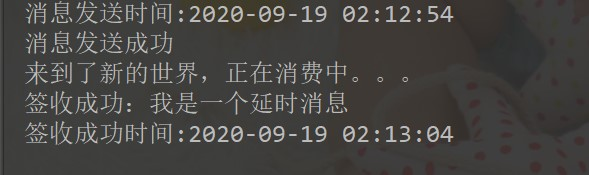 消息发送时间:2020-09-19 02:12:54
消息发送成功
来到了新的世界，正在消费中。。。
签收成功：我是一个延时消息
签收成功时间:2020-09-19 02:13:04